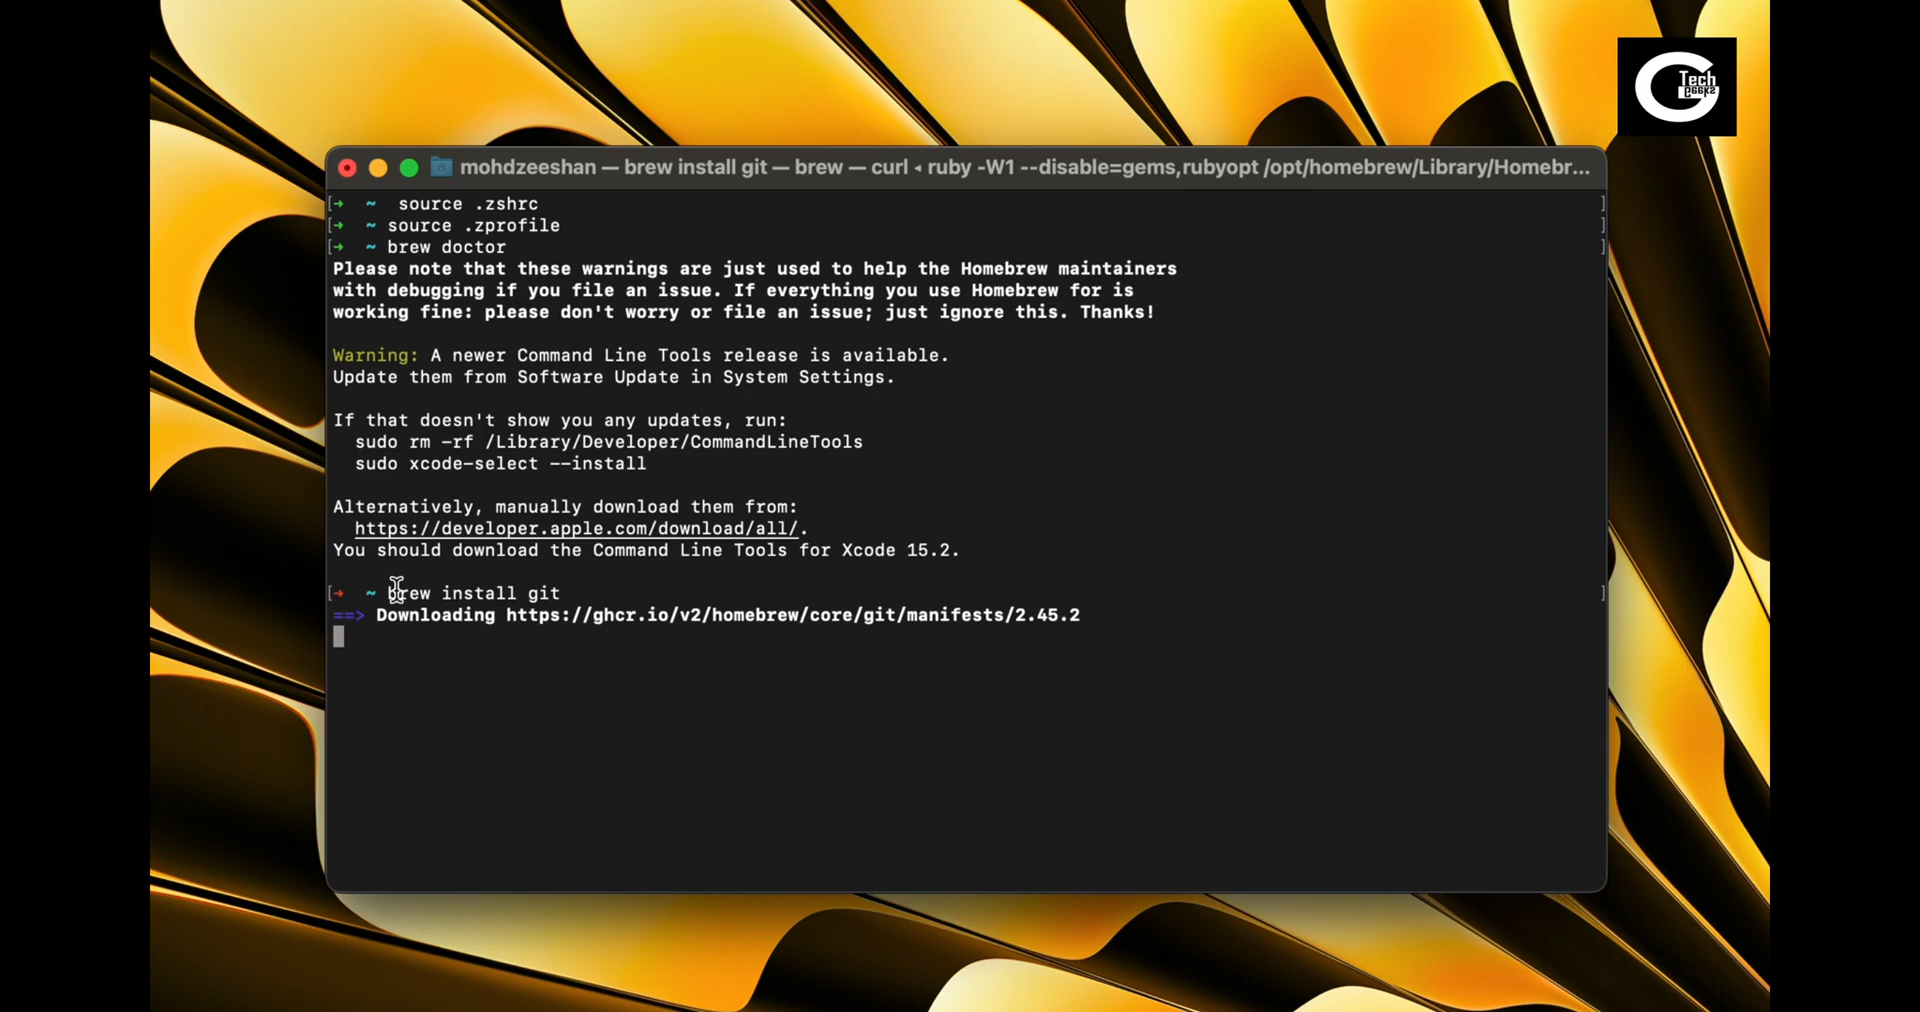 Tech
Geekz
mohdzeeshan — brew install git — brew — curl ◂ ruby -W1 --disable=gems,rubyopt /opt/homebrew/Library/Homebr...
[➜ ~ source .zshrc ]
[➜ ~ source .zprofile ]
[➜ ~ brew doctor ]
Please note that these warnings are just used to help the Homebrew maintainers
with debugging if you file an issue. If everything you use Homebrew for is
working fine: please don't worry or file an issue; just ignore this. Thanks!
Warning: A newer Command Line Tools release is available.
Update them from Software Update in System Settings.
If that doesn't show you any updates, run:
sudo rm -rf /Library/Developer/CommandLineTools
sudo xcode-select --install
Alternatively, manually download them from:
https://developer.apple.com/download/all/.
You should download the Command Line Tools for Xcode 15.2.
[➜ ~ brew install git ]
==> Downloading https://ghcr.io/v2/homebrew/core/git/manifests/2.45.2